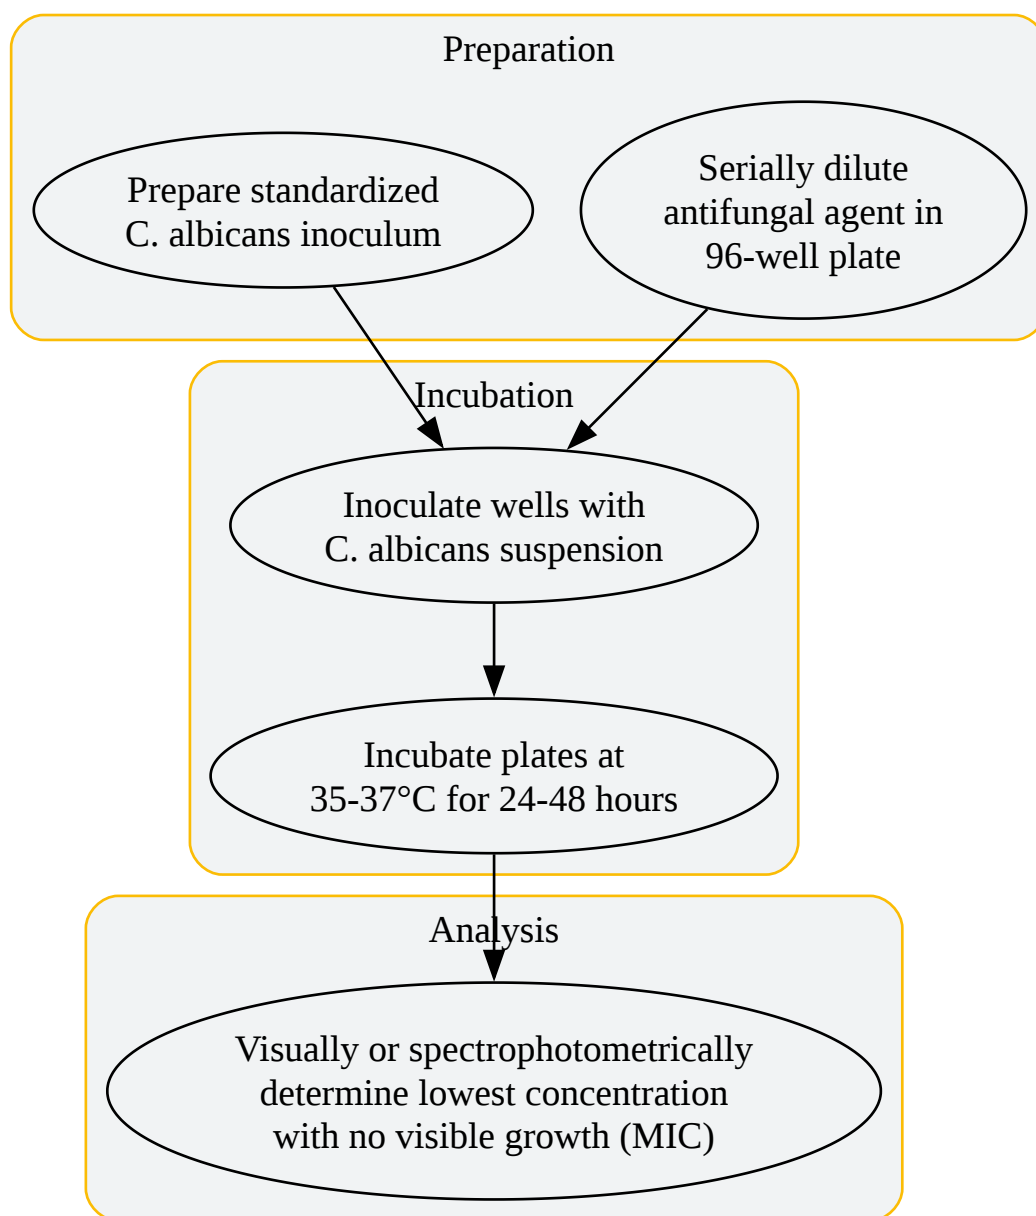 Preparation
Prepare standardized
C. albicans inoculum
Serially dilute
antifungal agent in
96-well plate
Incubation
Inoculate wells with
C. albicans suspension
Incubate plates at
35-37°C for 24-48 hours
Analysis
Visually or spectrophotometrically
determine lowest concentration
with no visible growth (MIC)